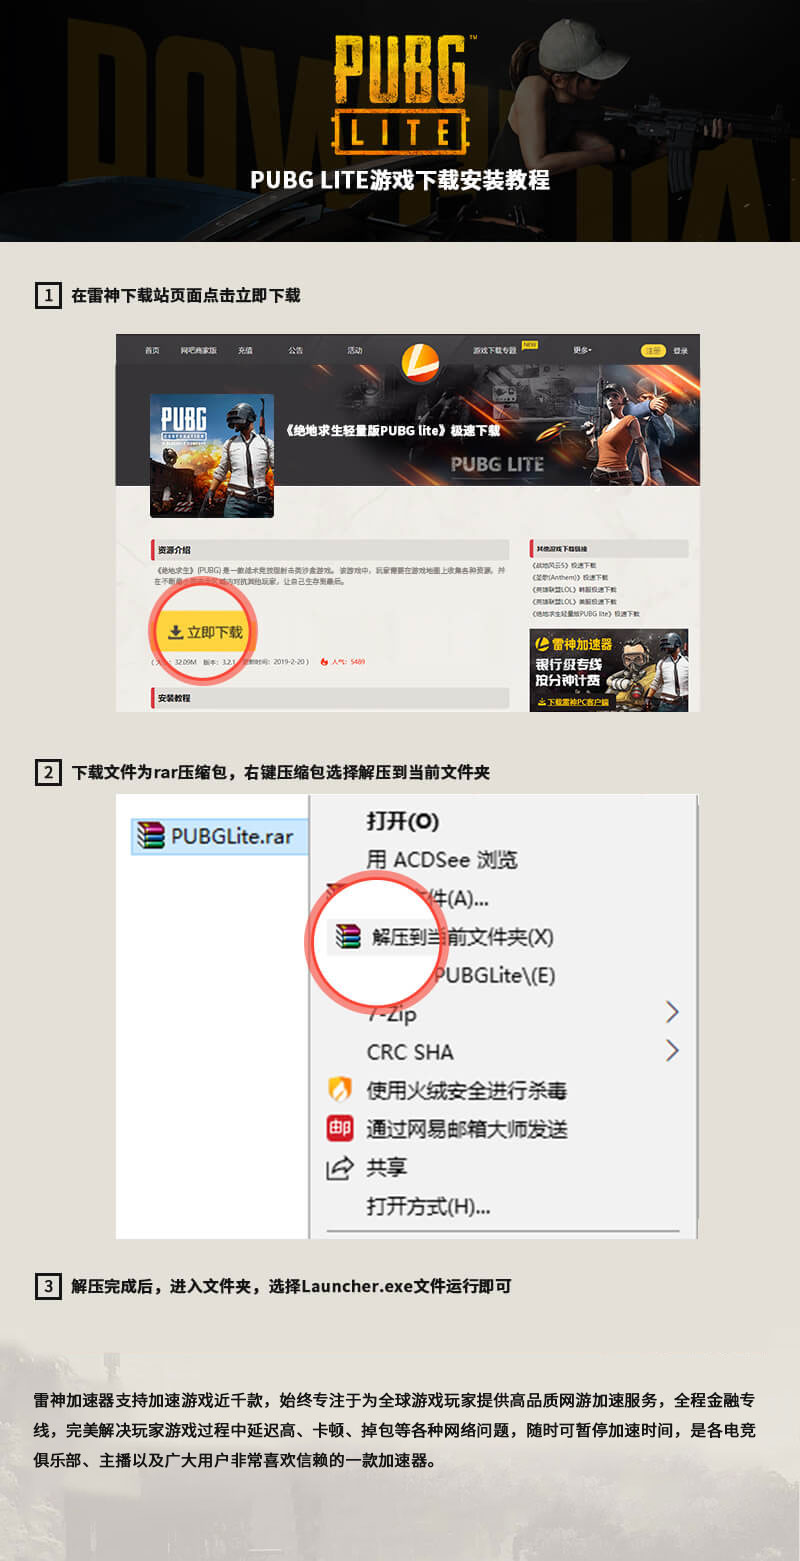 PUBG
LITE
TM
PUBG LITE游戏下载安装教程
1 在雷神下载站页面点击立即下载
首页 网吧商家版 充值 公告 活动 游戏下载专题 NEW 更多 注册 登录
PUBG
《绝地求生轻量版PUBG lite》极速下载
PUBG LITE
资源介绍
《绝地求生》(PUBG) 是一款战术竞技型射击类沙盒游戏。该游戏中，玩家需要在游戏地图上收集各种资源，并
对抗其他玩家，让自己生存到最后。
立即下载
32.09M 版本：3.2.1 更新时间：2019-2-20 ) 人气：5489
安装教程
其他游戏下载链接
《战地风云5》极速下载
《圣歌(Anthem)》极速下载
《英雄联盟LOL》韩服极速下载
《英雄联盟LOL》美服极速下载
《绝地求生轻量版PUBG lite》极速下载
雷神加速器
银行级专线
按分钟计费
下载雷神PC客户端
2 下载文件为rar压缩包，右键压缩包选择解压到当前文件夹
PUBGLite.rar
打开(O)
用 ACDSee 浏览
件(A)...
解压到当前文件夹(X)
PUBGLite\(E)
7-Zip
CRC SHA
使用火绒安全进行杀毒
邮 通过网易邮箱大师发送
共享
打开方式(H)...
3 解压完成后，进入文件夹，选择Launcher.exe文件运行即可
雷神加速器支持加速游戏近千款，始终专注于为全球游戏玩家提供高品质网游加速服务，全程金融专
线，完美解决玩家游戏过程中延迟高、卡顿、掉包等各种网络问题，随时可暂停加速时间，是各电竞
俱乐部、主播以及广大用户非常喜欢信赖的一款加速器。